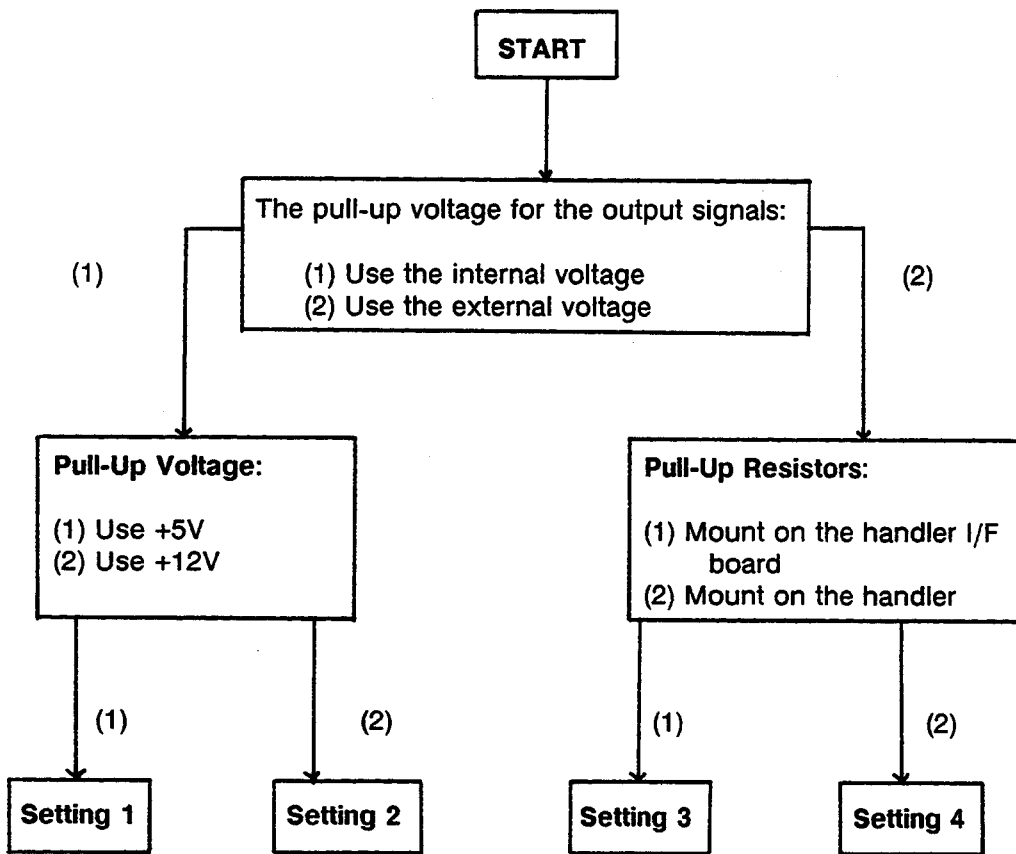 START
The pull-up voltage for the output signals:
(1) Use the internal voltage
(2) Use the external voltage
(1)
(2)
Pull-Up Voltage:
(1) Use +5V
(2) Use +12V
Pull-Up Resistors:
(1) Mount on the handler I/F
board
(2) Mount on the handler
(1)
(2)
(1)
(2)
Setting 1
Setting 2
Setting 3
Setting 4